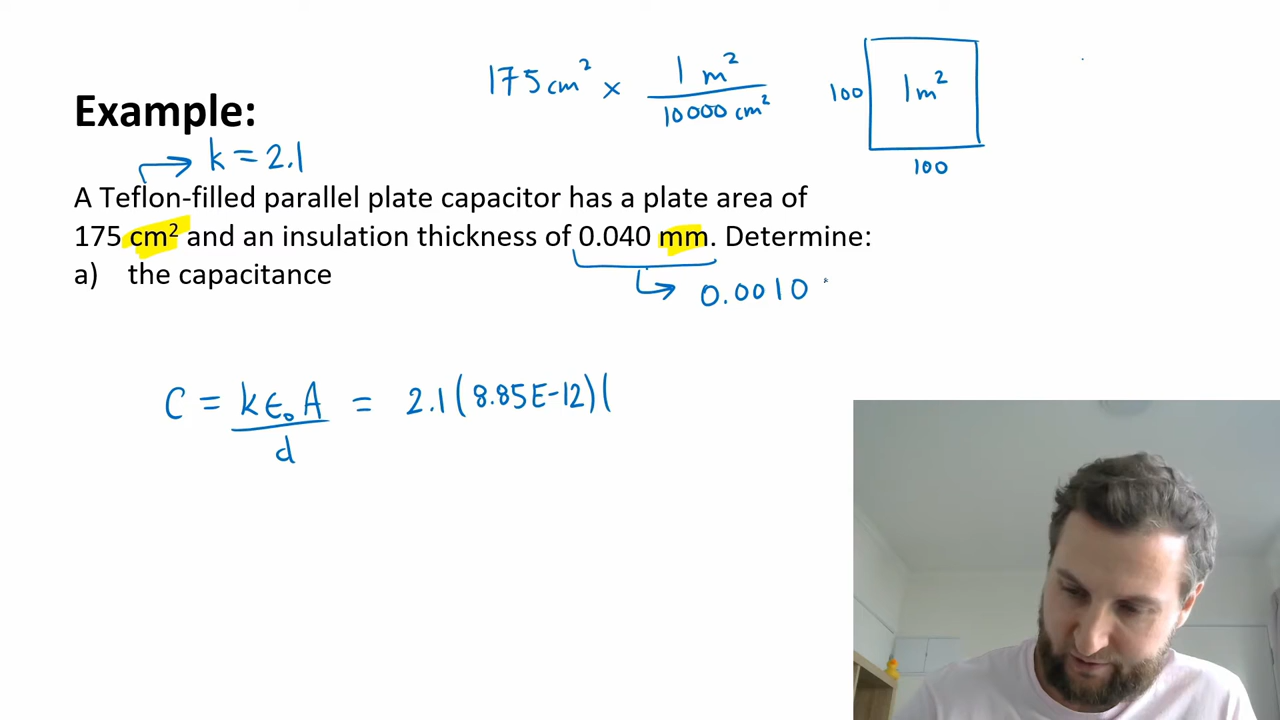 175 cm² × 1 m² / 10000 cm²
100 1 m²
100
Example:
→ k = 2.1
A Teflon-filled parallel plate capacitor has a plate area of
175 cm² and an insulation thickness of 0.040 mm. Determine:
a) the capacitance
→ 0.0010
C = kε₀A / d = 2.1(8.85E-12)(